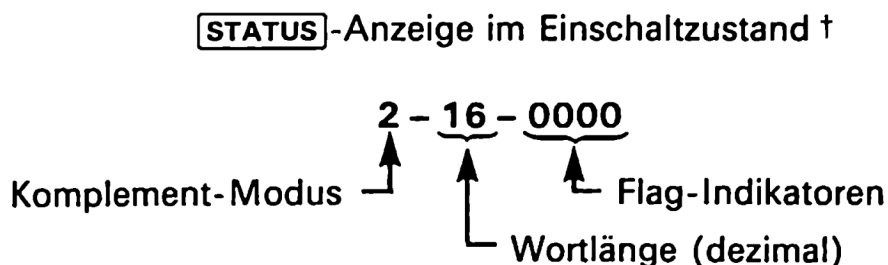 STATUS-Anzeige im Einschaltzustand †
2 – 16 – 0000
Komplement-Modus
Flag-Indikatoren
Wortlänge (dezimal)